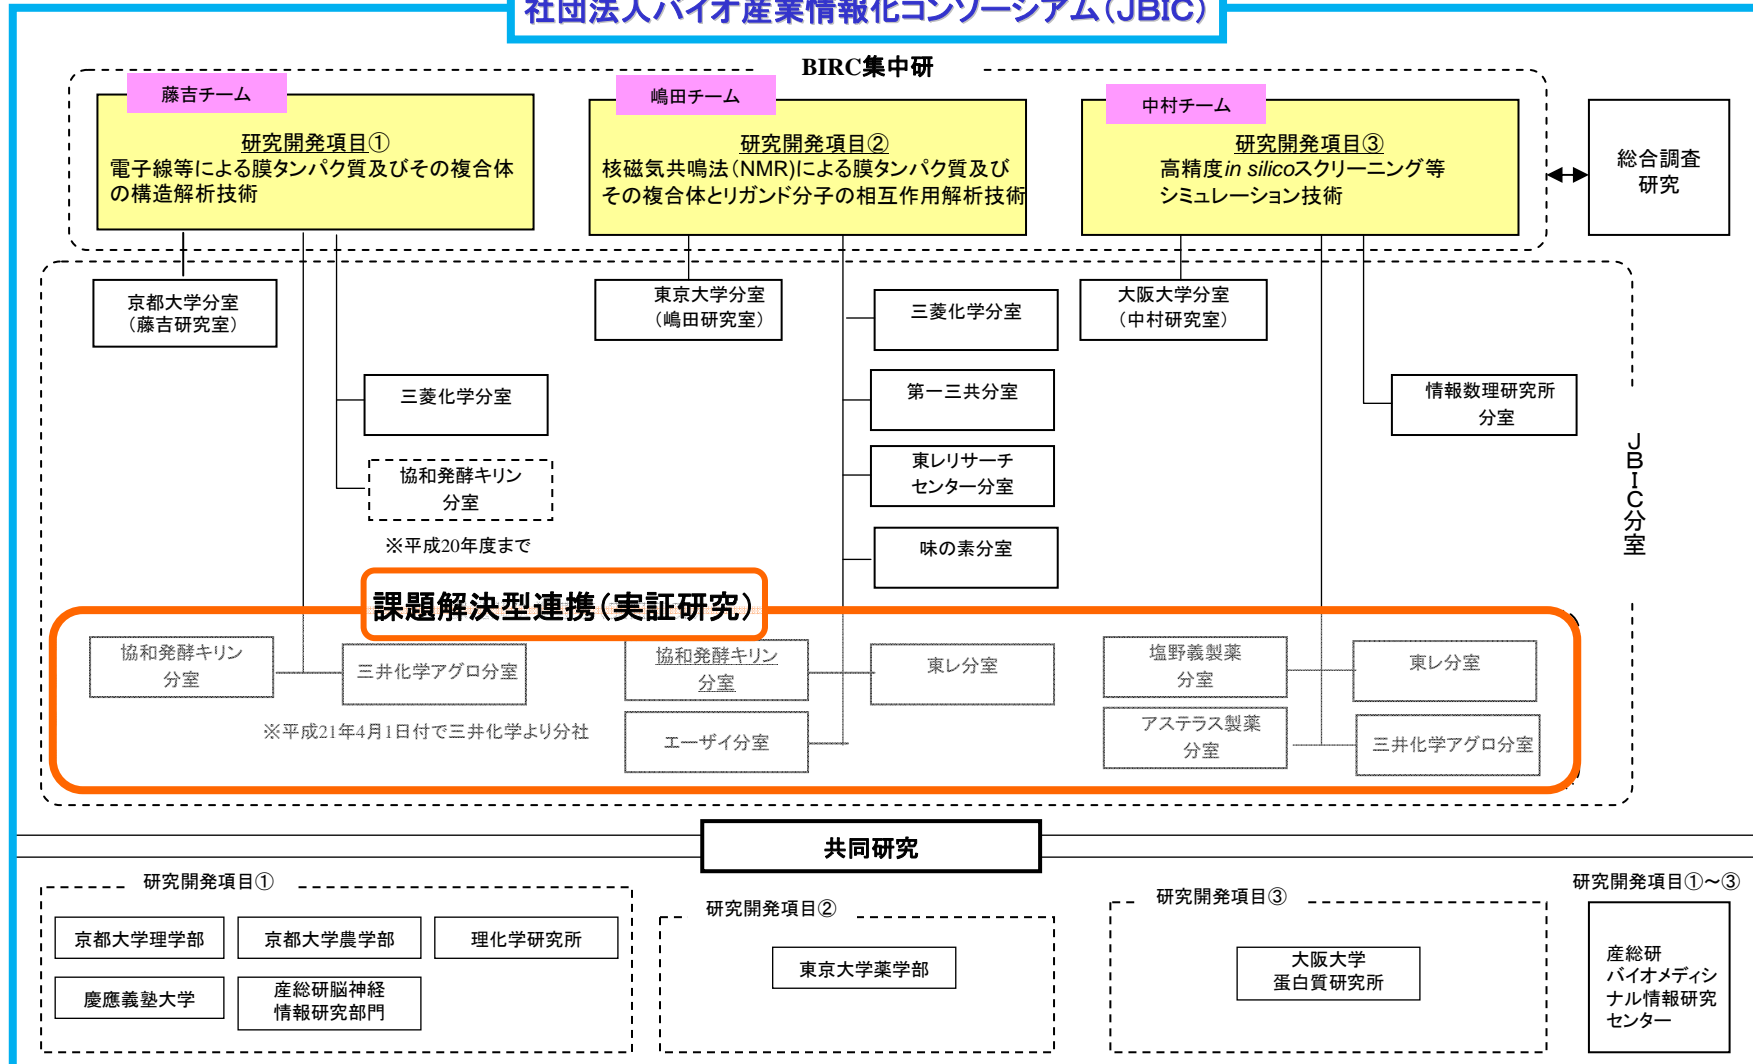 社団法人バイオ産業情報化コンソーシアム(JBIC)
BIRC集中研
藤吉チーム
研究開発項目①
電子線等による膜タンパク質及びその複合体
の構造解析技術
嶋田チーム
研究開発項目②
核磁気共鳴法(NMR)による膜タンパク質及び
その複合体とリガンド分子の相互作用解析技術
中村チーム
研究開発項目③
高精度in silicoスクリーニング等
シミュレーション技術
総合調査
研究
京都大学分室
(藤吉研究室)
東京大学分室
(嶋田研究室)
三菱化学分室
大阪大学分室
(中村研究室)
三菱化学分室
第一三共分室
情報数理研究所
分室
協和発酵キリン
分室
※平成20年度まで
東レリサーチ
センター分室
味の素分室
JBIC分室
課題解決型連携(実証研究)
協和発酵キリン
分室
三井化学アグロ分室
※平成21年4月1日付で三井化学より分社
協和発酵キリン
分室
東レ分室
エーザイ分室
塩野義製薬
分室
東レ分室
アステラス製薬
分室
三井化学アグロ分室
共同研究
研究開発項目①
京都大学理学部
京都大学農学部
理化学研究所
慶應義塾大学
産総研脳神経
情報研究部門
研究開発項目②
東京大学薬学部
研究開発項目③
大阪大学
蛋白質研究所
研究開発項目①～③
産総研
バイオメディシ
ナル情報研究
センター